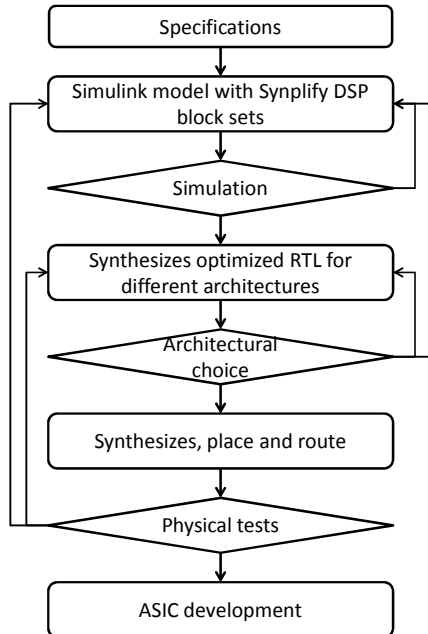 Specifications
Simulink model with Synplify DSP
block sets
Simulation
Synthesizes optimized RTL for
different architectures
Architectural
choice
Synthesizes, place and route
Physical tests
ASIC development